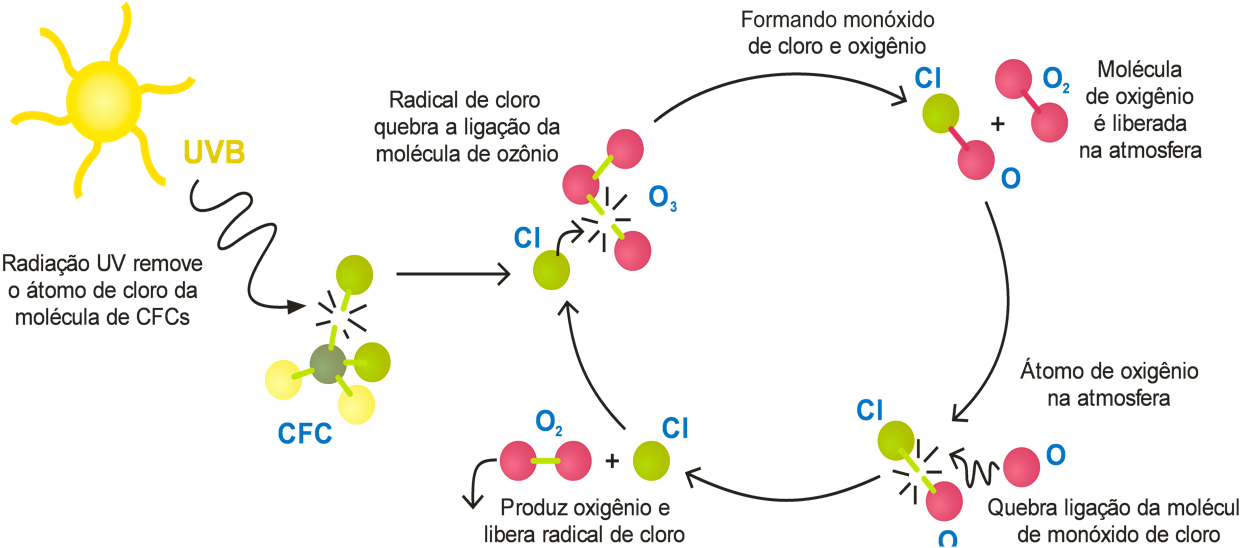 Formando monóxido
de cloro e oxigênio
Cl
O2
Molécula
de oxigênio
é liberada
na atmosfera
+
O
Radical de cloro
quebra a ligação da
molécula de ozônio
UVB
O3
Cl
Radiação UV remove
o átomo de cloro da
molécula de CFCs
CFC
Átomo de oxigênio
na atmosfera
Cl
O
O
Quebra ligação da molécul
de monóxido de cloro
O2
+
Cl
Produz oxigênio e
libera radical de cloro